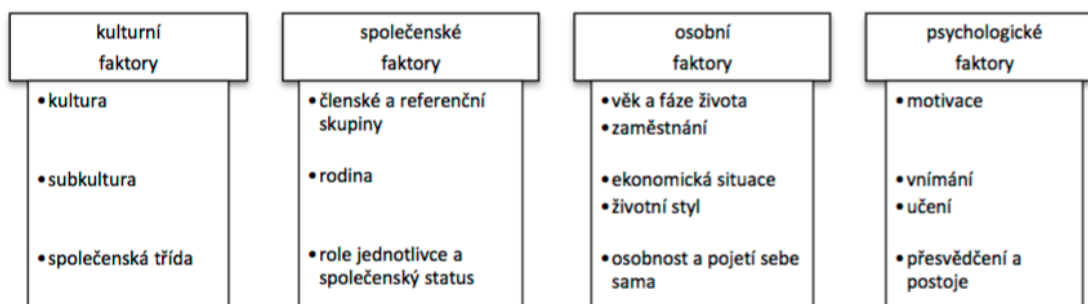 kulturní
faktory
• kultura
• subkultura
• společenská třída
společenské
faktory
• členské a referenční
skupiny
• rodina
• role jednotlivce a
společenský status
osobní
faktory
• věk a fáze života
• zaměstnání
• ekonomická situace
• životní styl
• osobnost a pojetí sebe
sama
psychologické
faktory
• motivace
• vnímání
• učení
• přesvědčení a
postoje